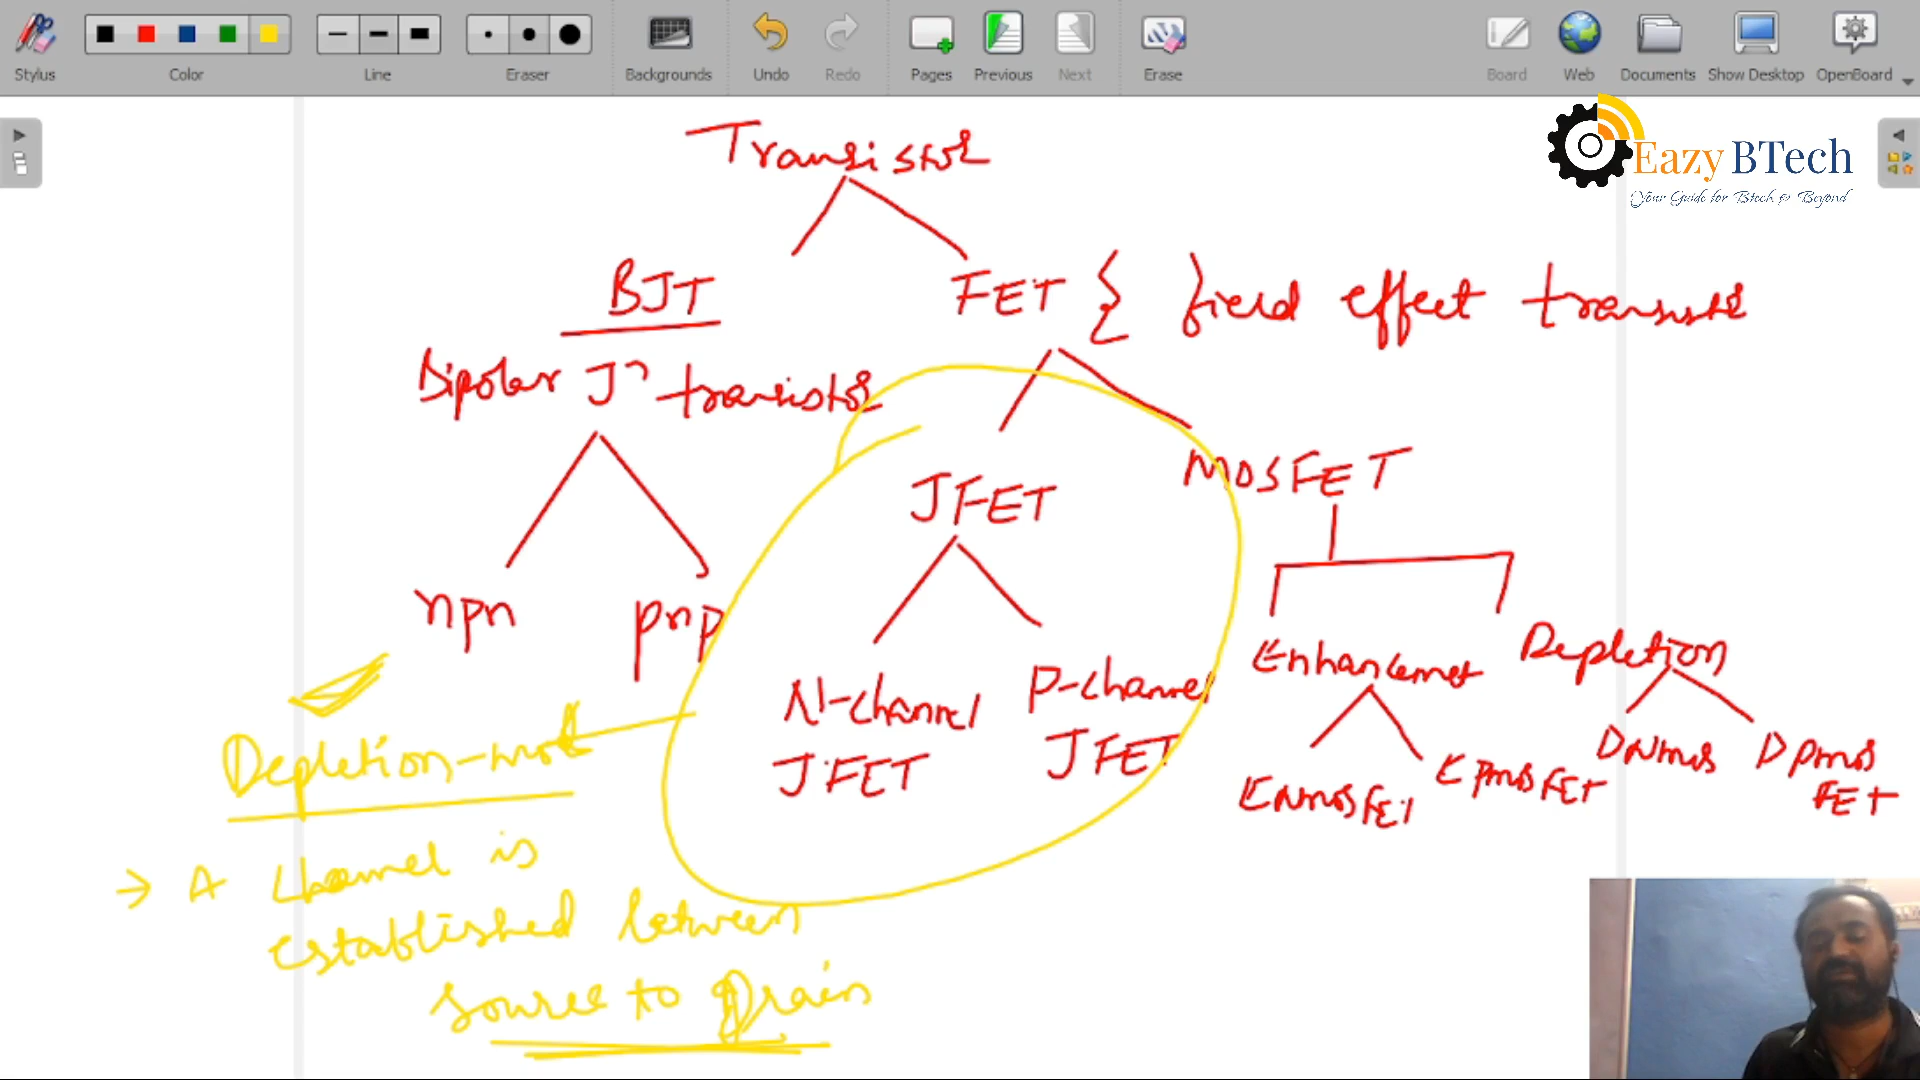 Stylus
Color
Line
Eraser
Backgrounds
Undo
Redo
Pages
Previous
Next
Erase
Board
Web
Documents
Show Desktop
OpenBoard
Eazy BTech
Your Guide for Btech & Beyond
Transistor
BJT
FET { field effect transistor
Bipolar Jn transistor
JFET
MOSFET
npn
pnp
N-channel
JFET
P-channel
JFET
Enhancemet
Depletion
ENMOSFET
EPMOSFET
DNMOS
DPMOS
FET
Depletion-mode
→ A channel is
established between
source to Drain